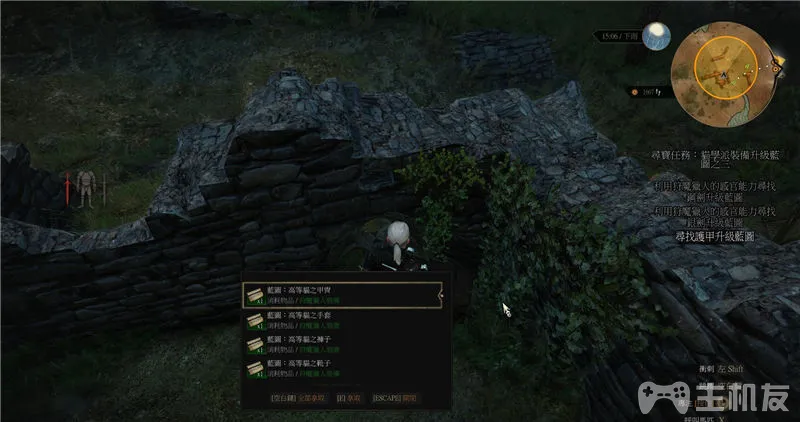 15:06 / 下雨
尋寶任務：貓學派裝備升級藍
圖之三
利用狩魔獵人的感官能力尋找
鋼劍升級藍圖
利用狩魔獵人的感官能力尋找
銀劍升級藍圖
尋找護甲升級藍圖
藍圖：高等貓之甲冑
消耗物品 / 狩魔獵人裝備
藍圖：高等貓之手套
消耗物品 / 狩魔獵人裝備
藍圖：高等貓之褲子
消耗物品 / 狩魔獵人裝備
藍圖：高等貓之靴子
消耗物品 / 狩魔獵人裝備
[空白鍵] 全部拿取 [E] 拿取 [ESCAPE] 關閉
衝刺 左 Shift
呼叫馬匹 X
主机友